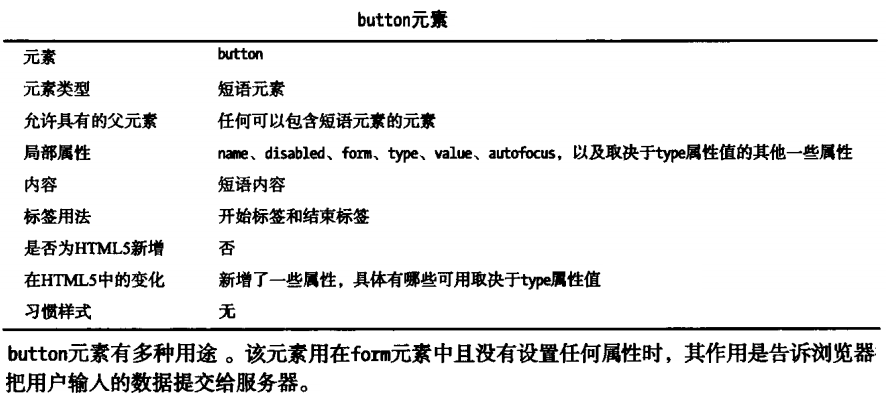 button元素
元素 button
元素类型 短语元素
允许具有的父元素 任何可以包含短语元素的元素
局部属性 name、disabled、form、type、value、autofocus，以及取决于type属性值的其他一些属性
内容 短语内容
标签用法 开始标签和结束标签
是否为HTML5新增 否
在HTML5中的变化 新增了一些属性，具体有哪些可用取决于type属性值
习惯样式 无
button元素有多种用途 。该元素用在form元素中且没有设置任何属性时，其作用是告诉浏览器
把用户输入的数据提交给服务器。